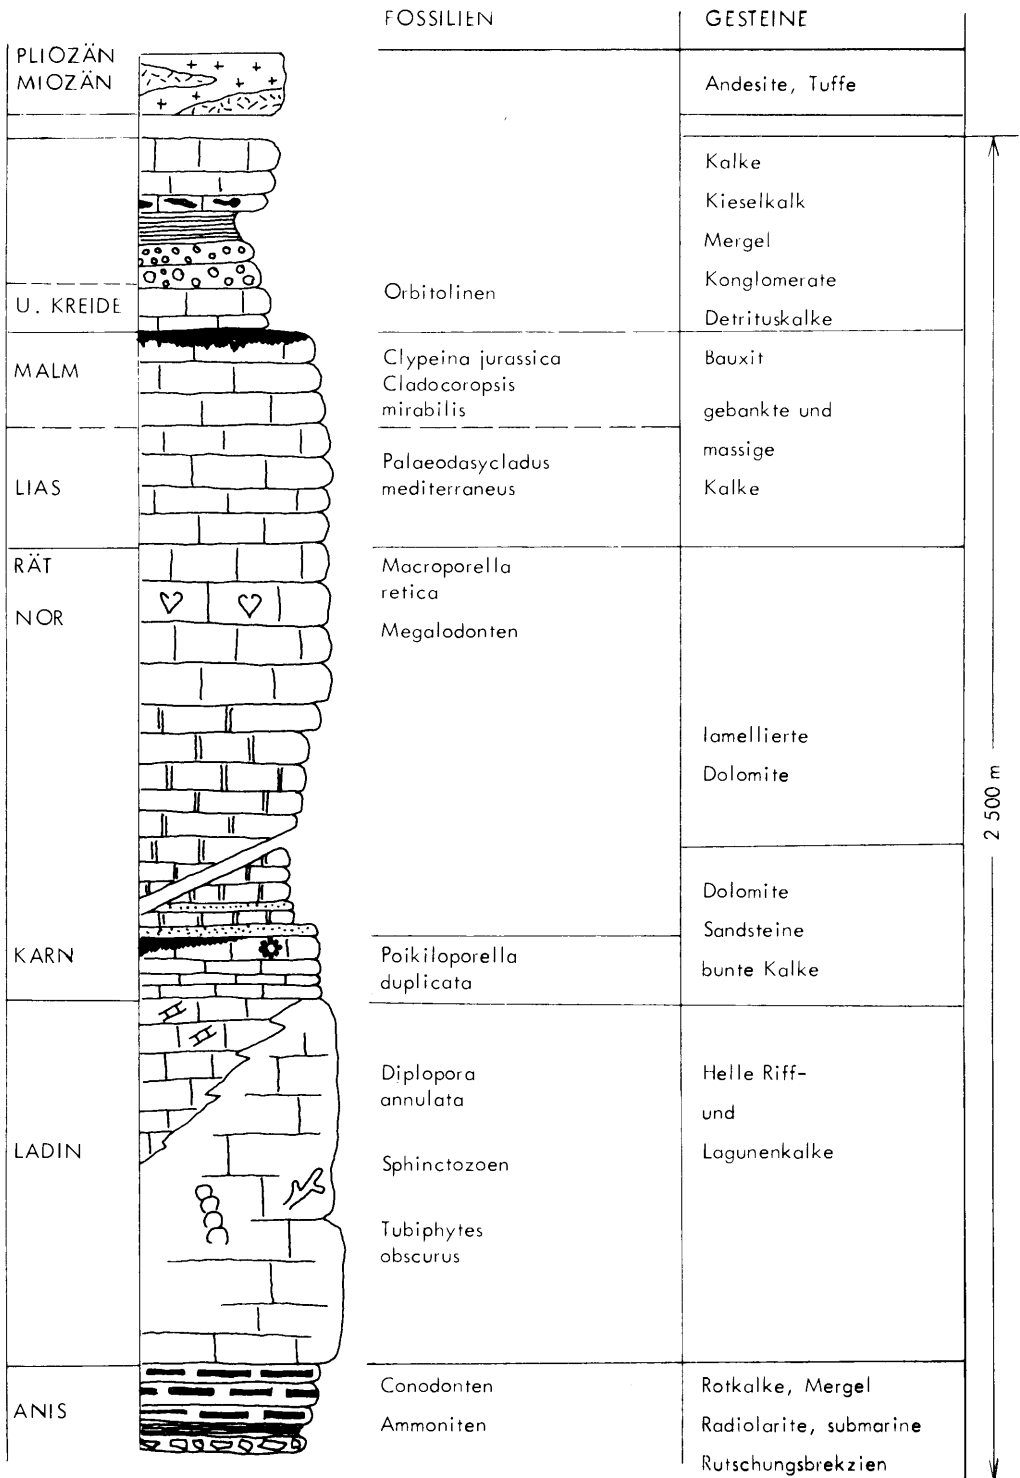 FOSSILIEN
GESTEINE
PLIOZÄN
MIOZÄN
Andesite, Tuffe
Kalke
Kieselkalk
Mergel
Konglomerate
U. KREIDE
Orbitolinen
Detrituskalke
MALM
Clypeina jurassica
Cladocoropsis
mirabilis
Bauxit
gebankte und
massige
Kalke
LIAS
Palaeodasycladus
mediterraneus
RÄT
NOR
Macroporella
retica
Megalodonten
lamellierte
Dolomite
2 500 m
Dolomite
Sandsteine
bunte Kalke
KARN
Poikiloporella
duplicata
LADIN
Diplopora
annulata
Sphinctozoen
Tubiphytes
obscurus
Helle Riff-
und
Lagunenkalke
ANIS
Conodonten
Ammoniten
Rotkalke, Mergel
Radiolarite, submarine
Rutschungsbrekzien